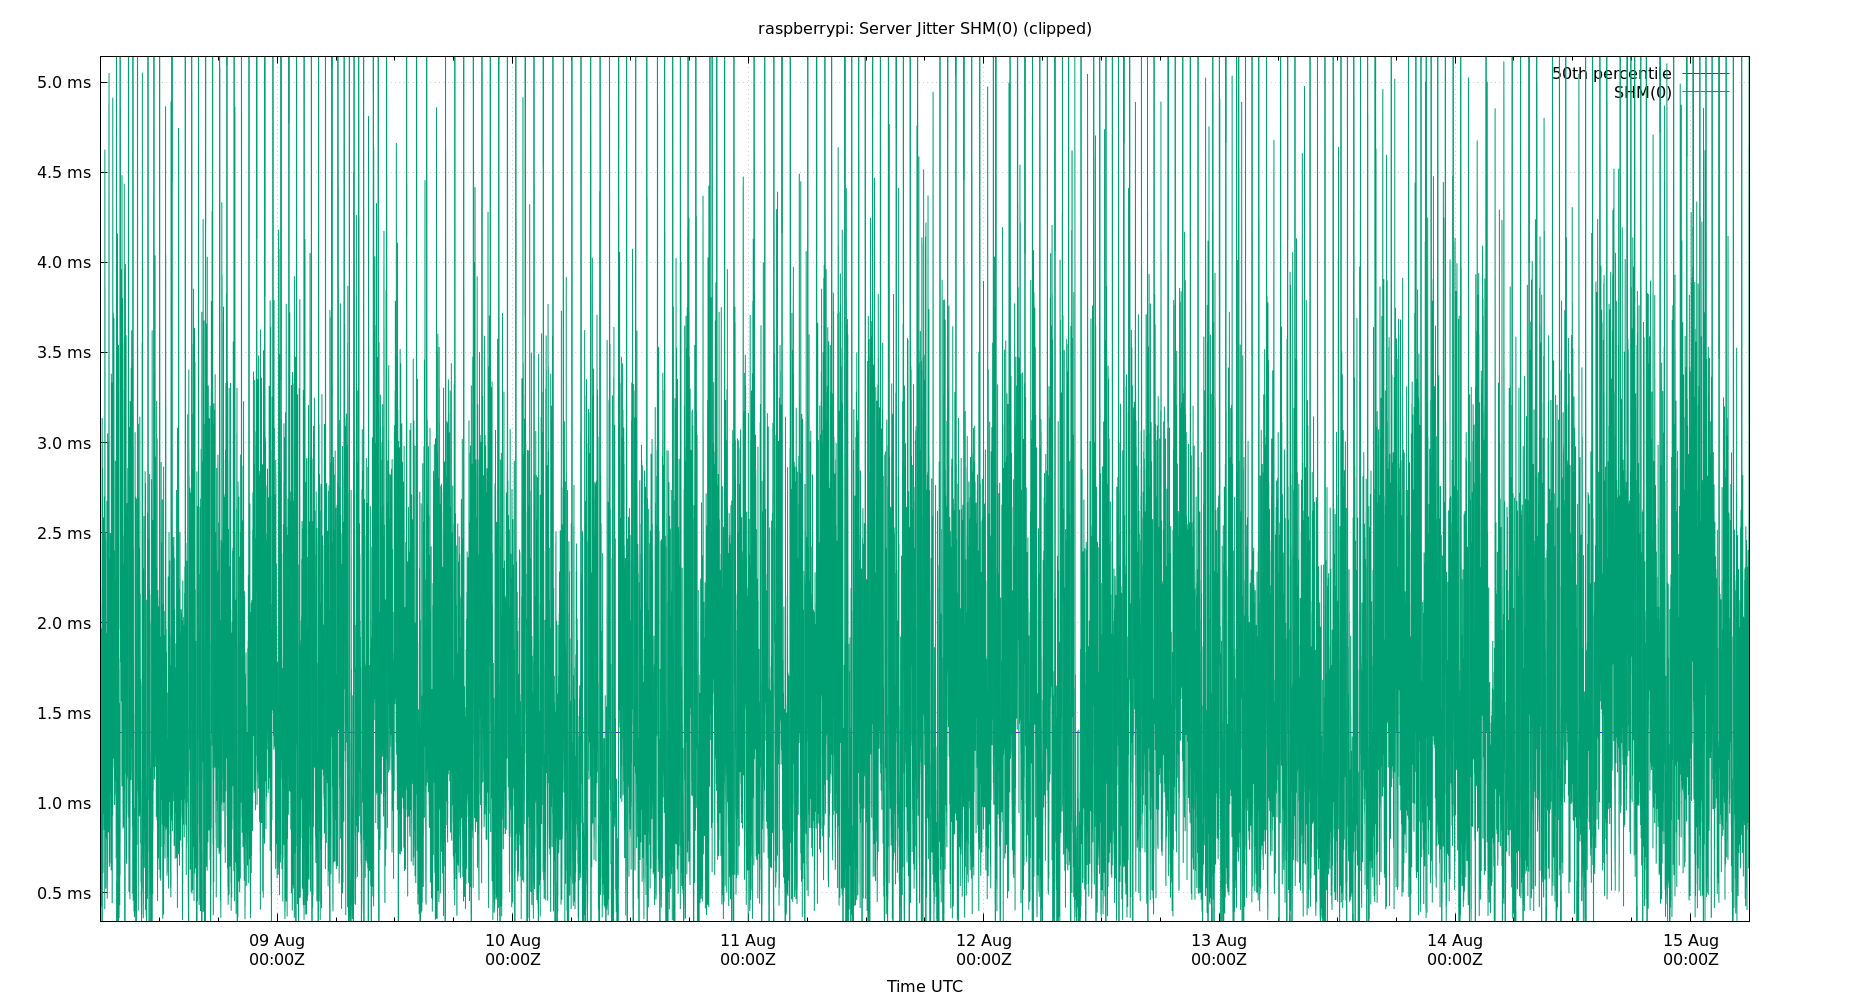 raspberrypi: Server Jitter SHM(0) (clipped)
50th percentile
SHM(0)
5.0 ms
4.5 ms
4.0 ms
3.5 ms
3.0 ms
2.5 ms
2.0 ms
1.5 ms
1.0 ms
0.5 ms
09 Aug 10 Aug 11 Aug 12 Aug 13 Aug 14 Aug 15 Aug
00:00Z 00:00Z 00:00Z 00:00Z 00:00Z 00:00Z 00:00Z
Time UTC